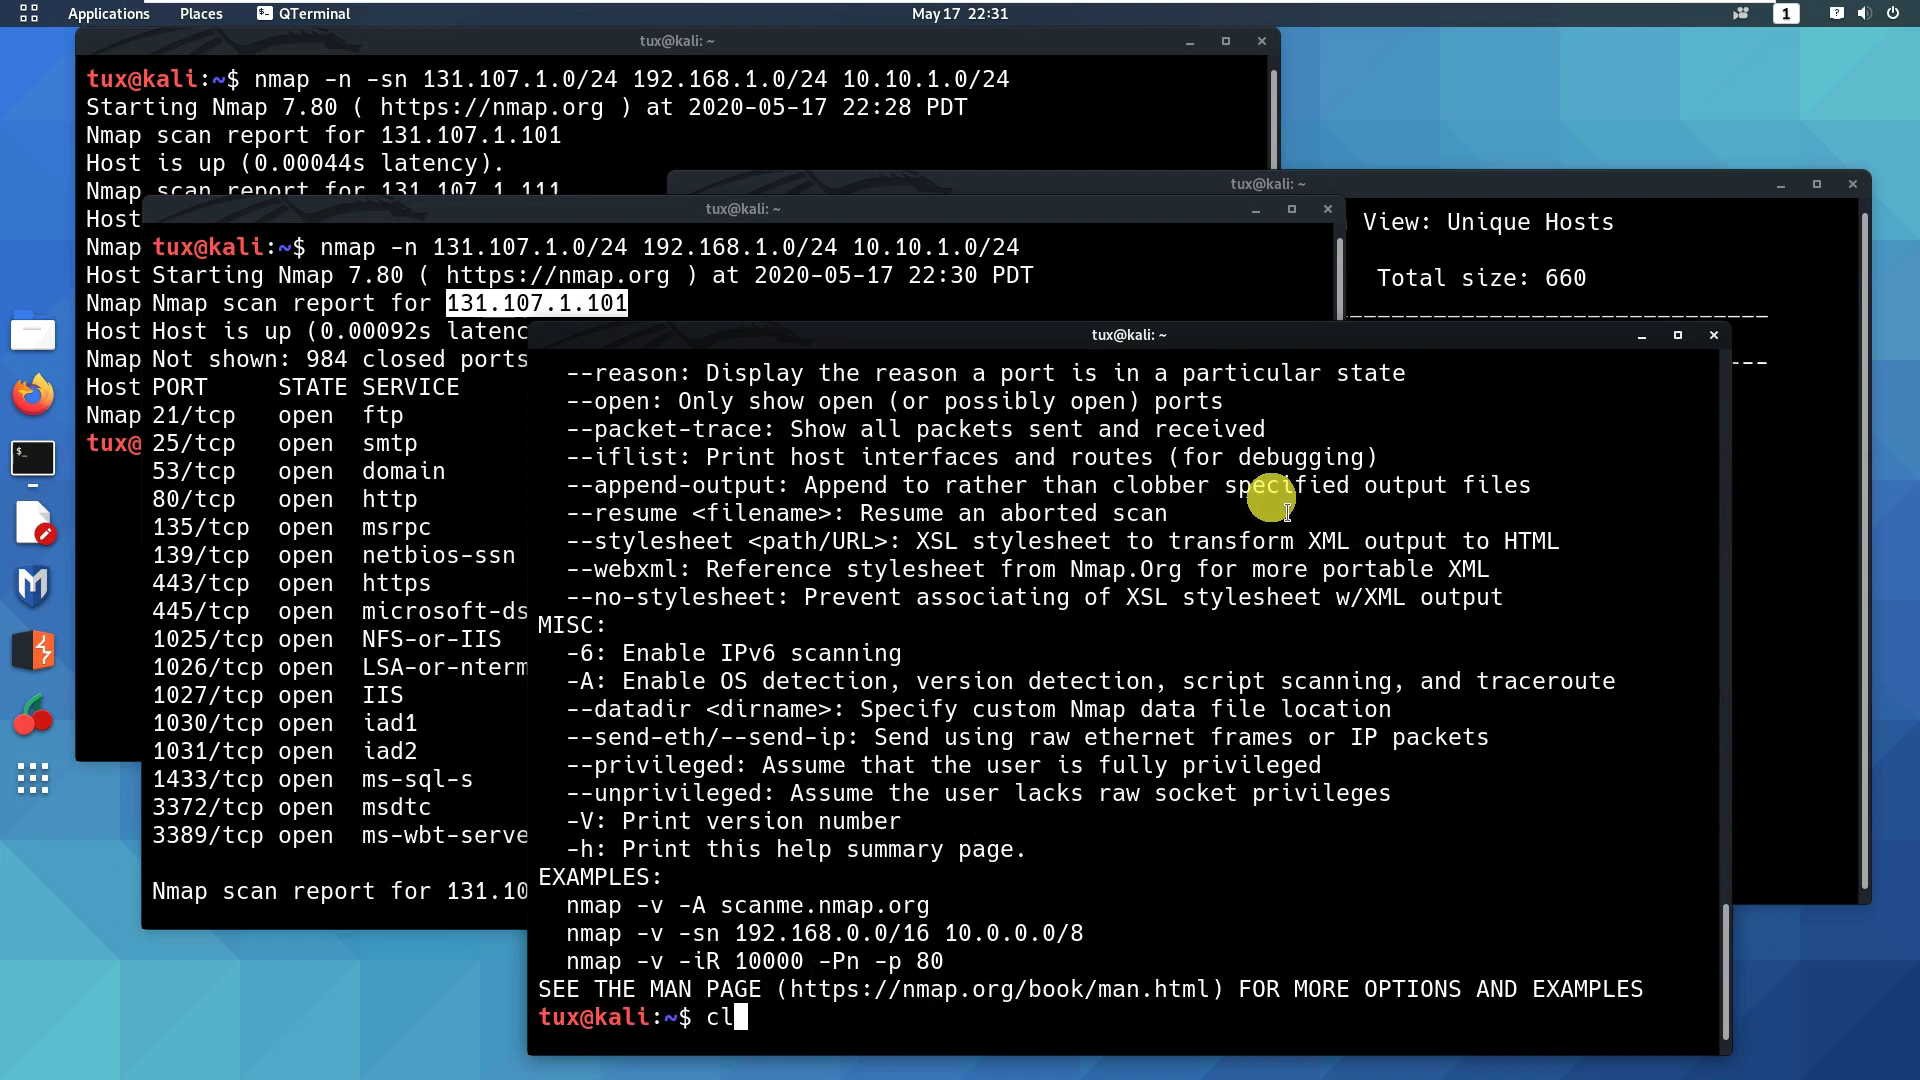 Applications Places QTerminal May 17 22:31 1
tux@kali: ~
tux@kali:~$ nmap -n -sn 131.107.1.0/24 192.168.1.0/24 10.10.1.0/24
Starting Nmap 7.80 ( https://nmap.org ) at 2020-05-17 22:28 PDT
Nmap scan report for 131.107.1.101
Host is up (0.00044s latency).
Nmap scan report for 131.107.1.111
Host
Nmap
Host
Nmap
Host
Nmap
Host
Nmap
tux@
tux@kali: ~
View: Unique Hosts
Total size: 660
tux@kali: ~
tux@kali:~$ nmap -n 131.107.1.0/24 192.168.1.0/24 10.10.1.0/24
Starting Nmap 7.80 ( https://nmap.org ) at 2020-05-17 22:30 PDT
Nmap scan report for 131.107.1.101
Host is up (0.00092s latenc
Not shown: 984 closed ports
PORT STATE SERVICE
21/tcp open ftp
25/tcp open smtp
53/tcp open domain
80/tcp open http
135/tcp open msrpc
139/tcp open netbios-ssn
443/tcp open https
445/tcp open microsoft-ds
1025/tcp open NFS-or-IIS
1026/tcp open LSA-or-nterm
1027/tcp open IIS
1030/tcp open iad1
1031/tcp open iad2
1433/tcp open ms-sql-s
3372/tcp open msdtc
3389/tcp open ms-wbt-serve
Nmap scan report for 131.10
tux@kali: ~
--reason: Display the reason a port is in a particular state
--open: Only show open (or possibly open) ports
--packet-trace: Show all packets sent and received
--iflist: Print host interfaces and routes (for debugging)
--append-output: Append to rather than clobber specified output files
--resume <filename>: Resume an aborted scan
--stylesheet <path/URL>: XSL stylesheet to transform XML output to HTML
--webxml: Reference stylesheet from Nmap.Org for more portable XML
--no-stylesheet: Prevent associating of XSL stylesheet w/XML output
MISC:
-6: Enable IPv6 scanning
-A: Enable OS detection, version detection, script scanning, and traceroute
--datadir <dirname>: Specify custom Nmap data file location
--send-eth/--send-ip: Send using raw ethernet frames or IP packets
--privileged: Assume that the user is fully privileged
--unprivileged: Assume the user lacks raw socket privileges
-V: Print version number
-h: Print this help summary page.
EXAMPLES:
nmap -v -A scanme.nmap.org
nmap -v -sn 192.168.0.0/16 10.0.0.0/8
nmap -v -iR 10000 -Pn -p 80
SEE THE MAN PAGE (https://nmap.org/book/man.html) FOR MORE OPTIONS AND EXAMPLES
tux@kali:~$ cl